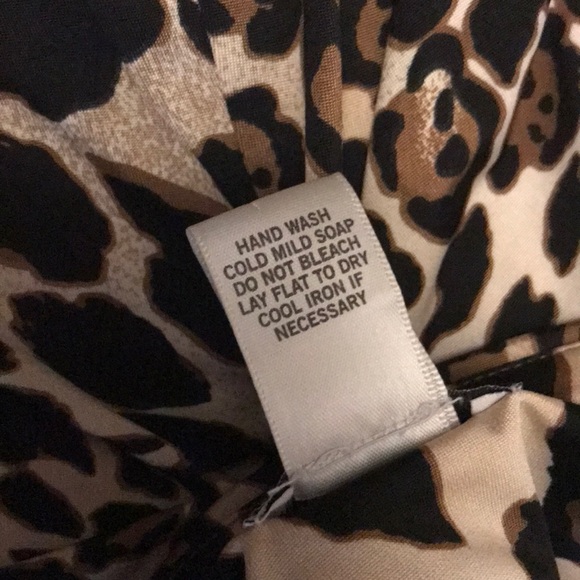 HAND WASH
COLD MILD SOAP
DO NOT BLEACH
LAY FLAT TO DRY
COOL IRON IF
NECESSARY